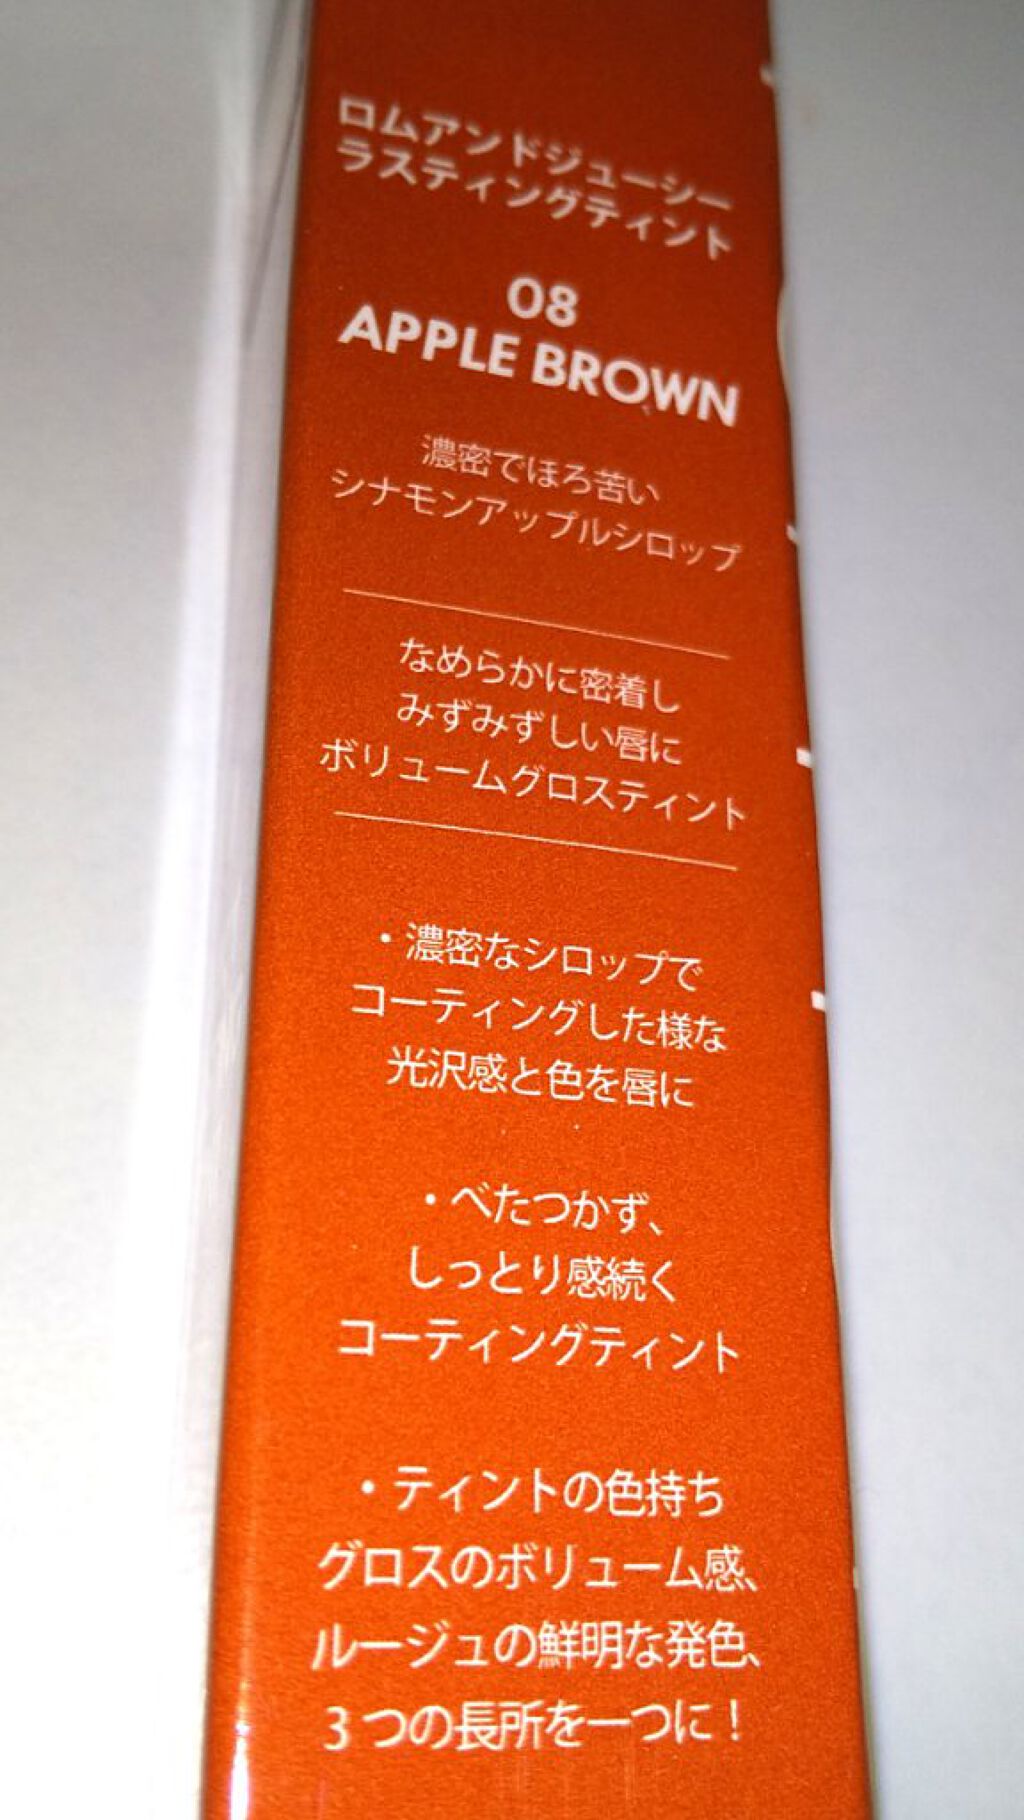 ロムアンドジューシー
ラスティングティント
08
APPLE BROWN
濃密でほろ苦い
シナモンアップルシロップ
なめらかに密着し
みずみずしい唇に
ボリュームグロスティント
・濃密なシロップで
コーティングした様な
光沢感と色を唇に
・べたつかず、
しっとり感続く
コーティングティント
・ティントの色持ち
グロスのボリューム感、
ルージュの鮮明な発色、
3つの長所を一つに!